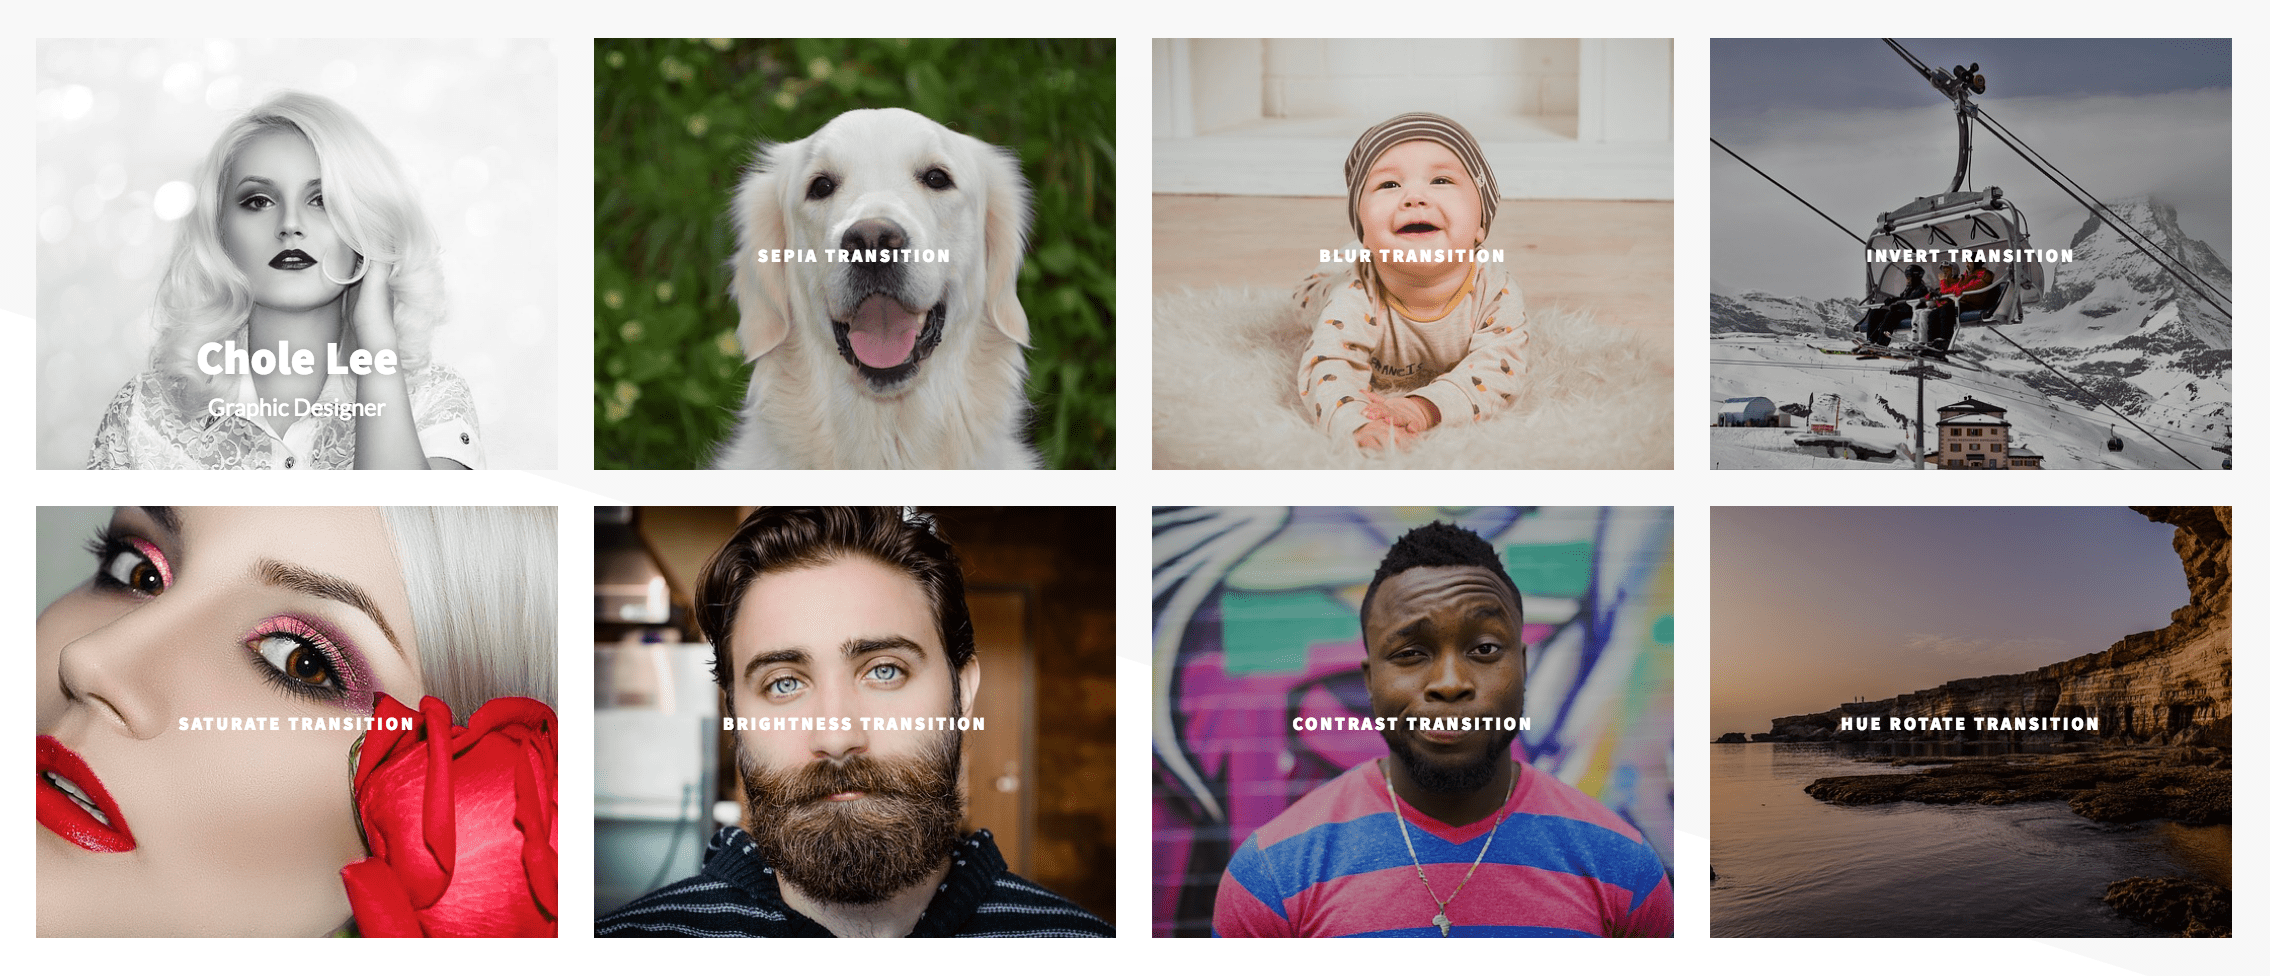 Chole Lee
Graphic Designer
SEPIA TRANSITION
BLUR TRANSITION
INVERT TRANSITION
SATURATE TRANSITION
BRIGHTNESS TRANSITION
CONTRAST TRANSITION
HUE ROTATE TRANSITION